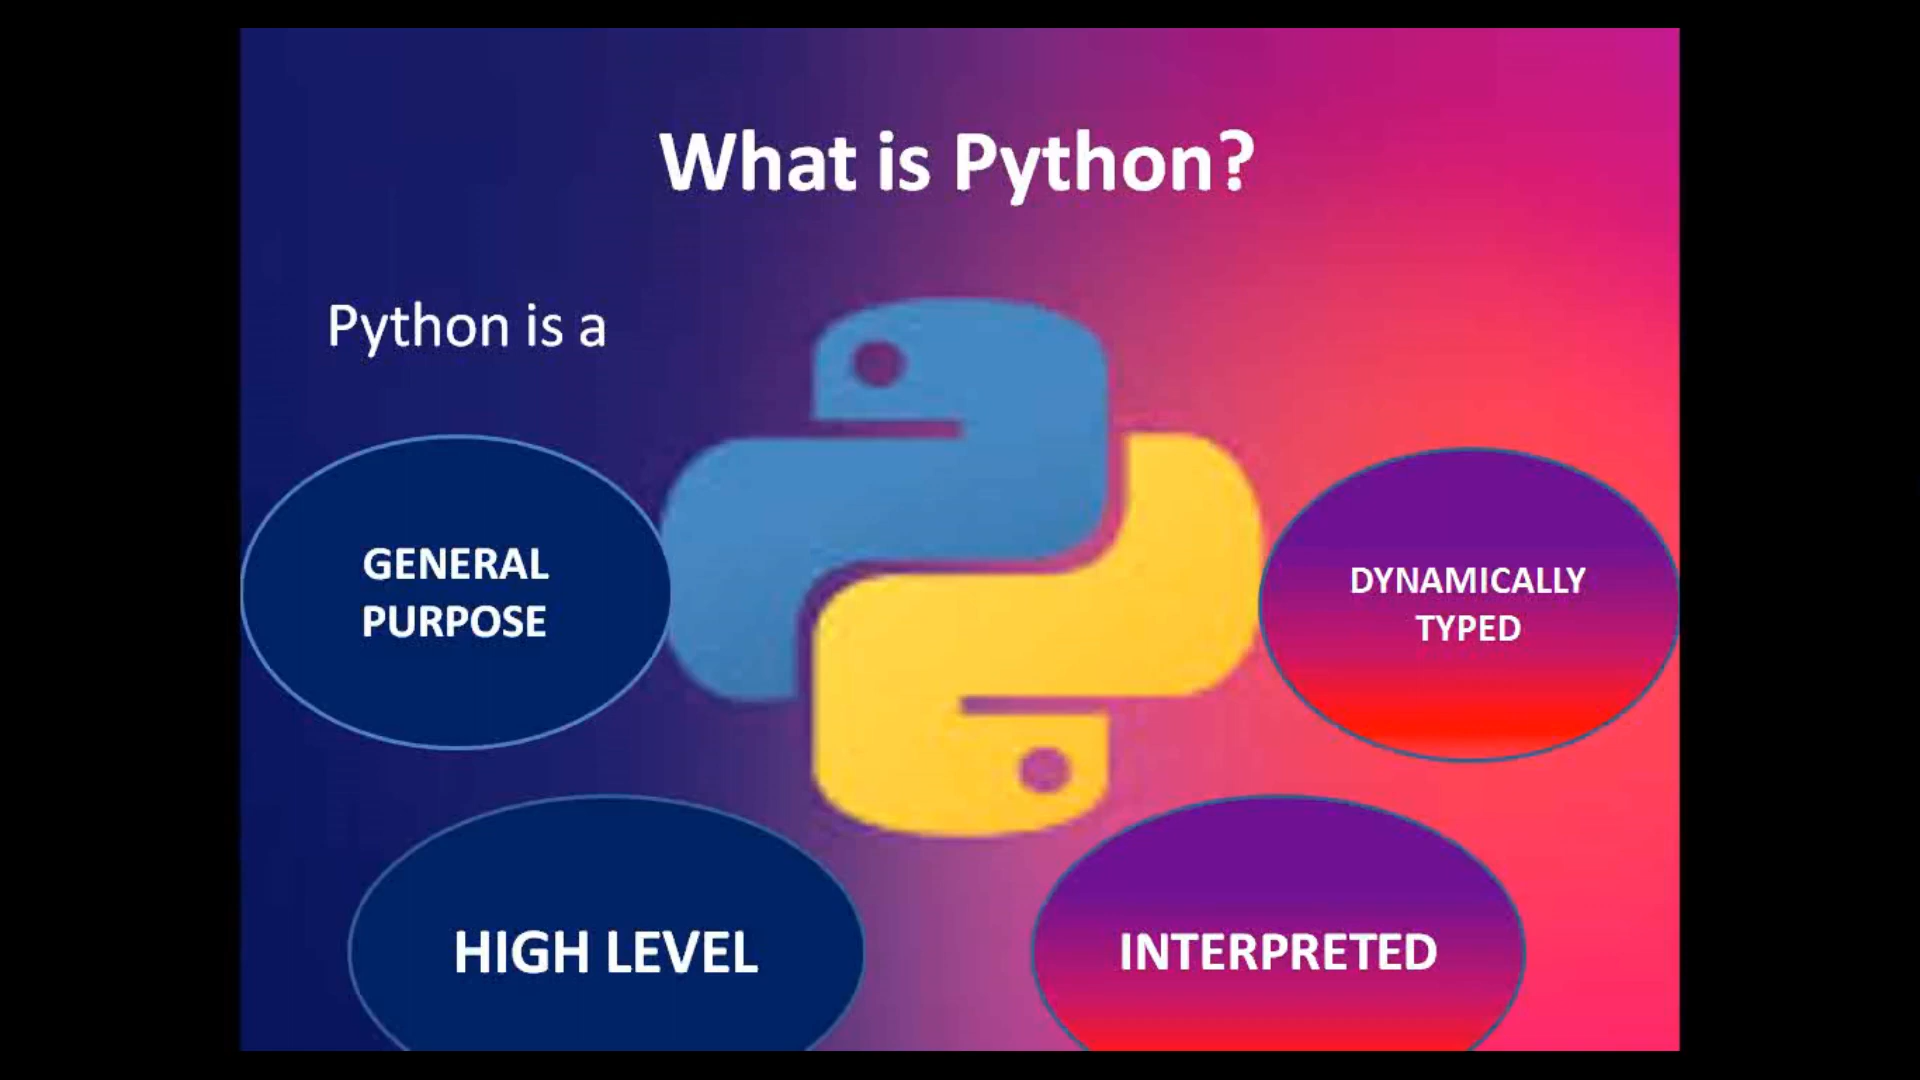 What is Python?
Python is a
GENERAL
PURPOSE
DYNAMICALLY
TYPED
HIGH LEVEL
INTERPRETED